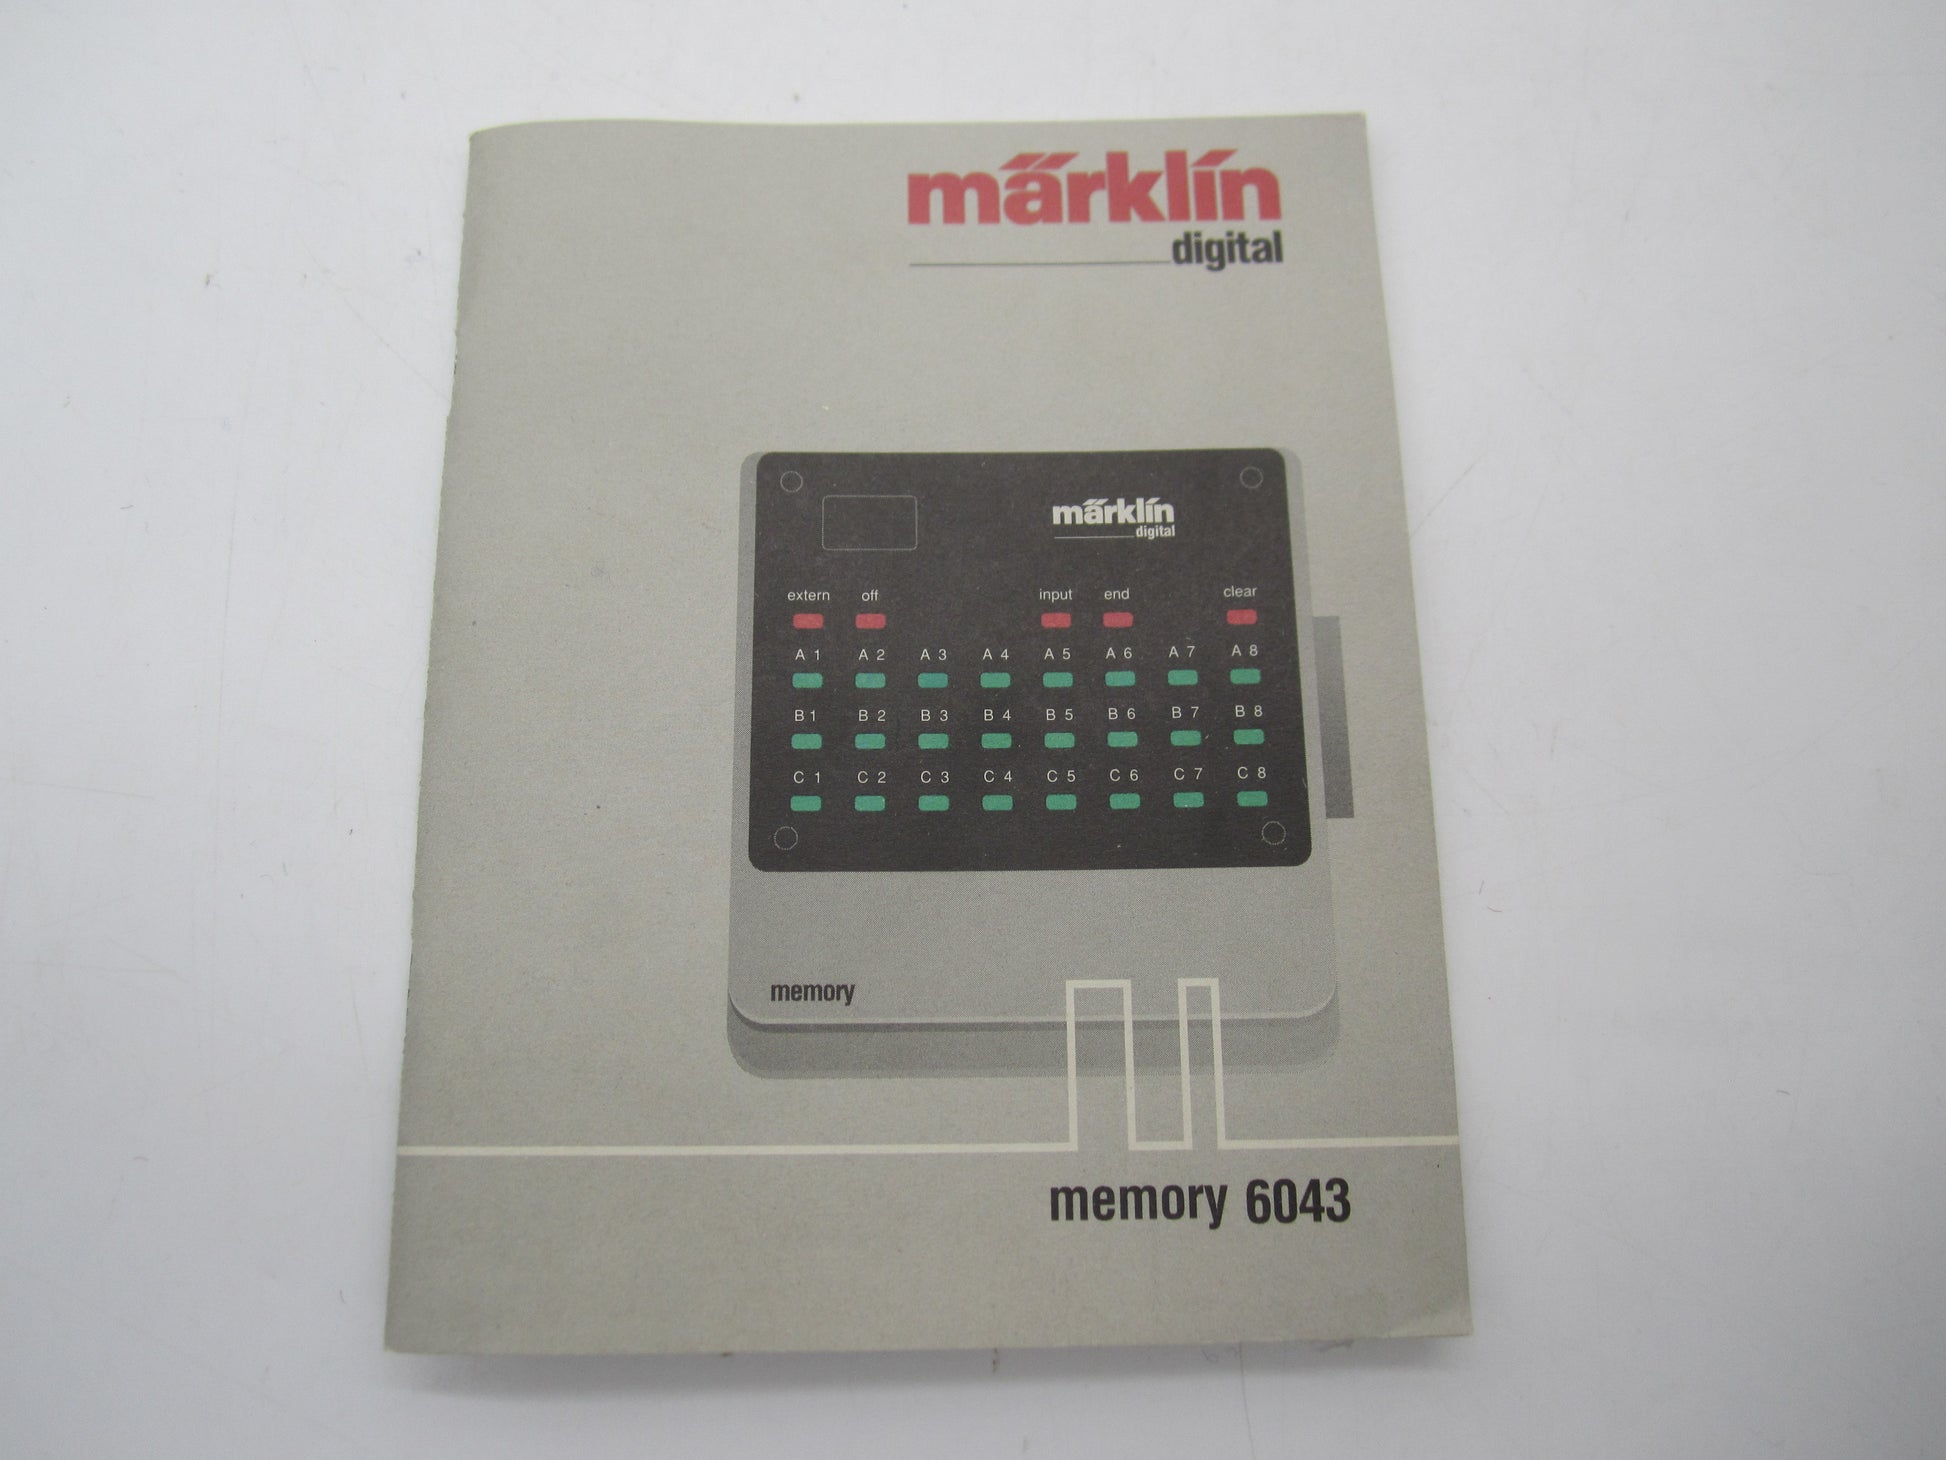 märklin
digital
märklin
digital
extern off input end clear
A 1 A 2 A 3 A 4 A 5 A 6 A 7 A 8
B 1 B 2 B 3 B 4 B 5 B 6 B 7 B 8
C 1 C 2 C 3 C 4 C 5 C 6 C 7 C 8
memory
memory 6043